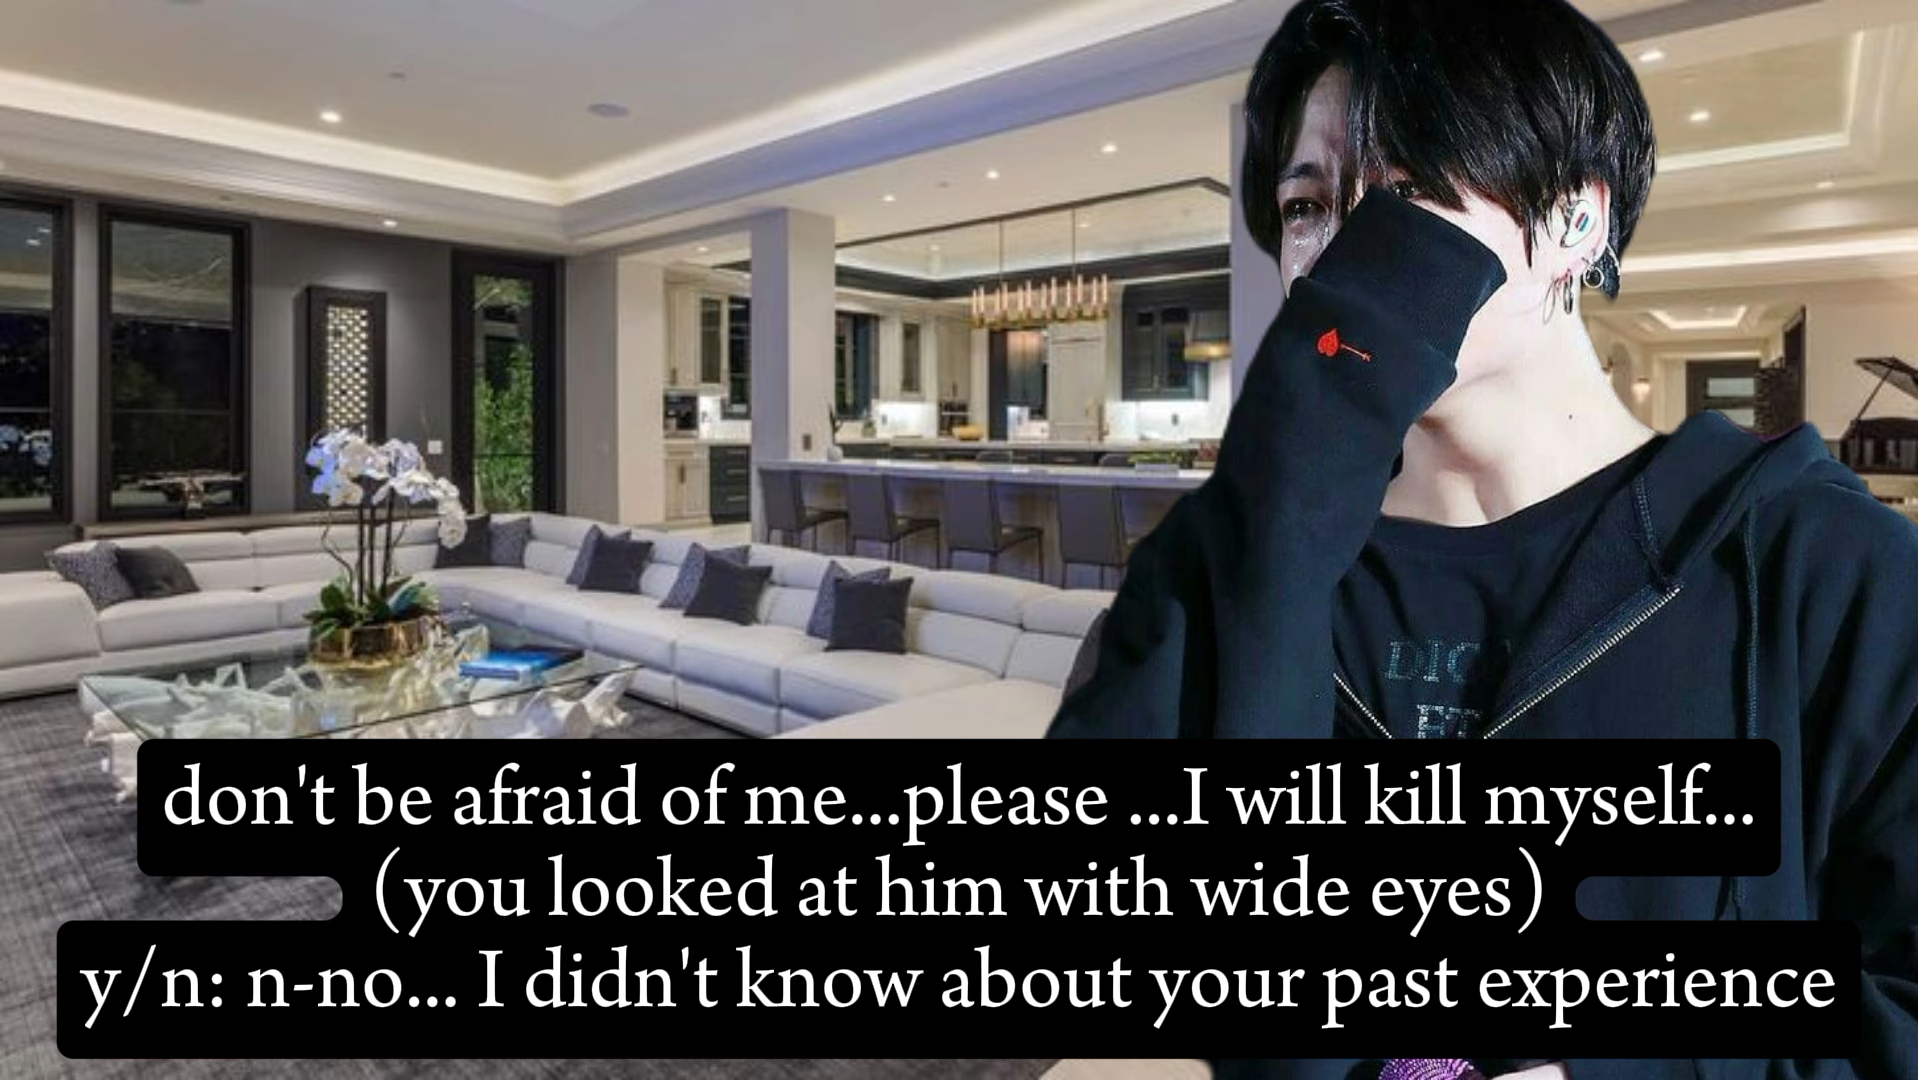 DIO
don't be afraid of me...please ...I will kill myself...
(you looked at him with wide eyes)
y/n: n-no... I didn't know about your past experience